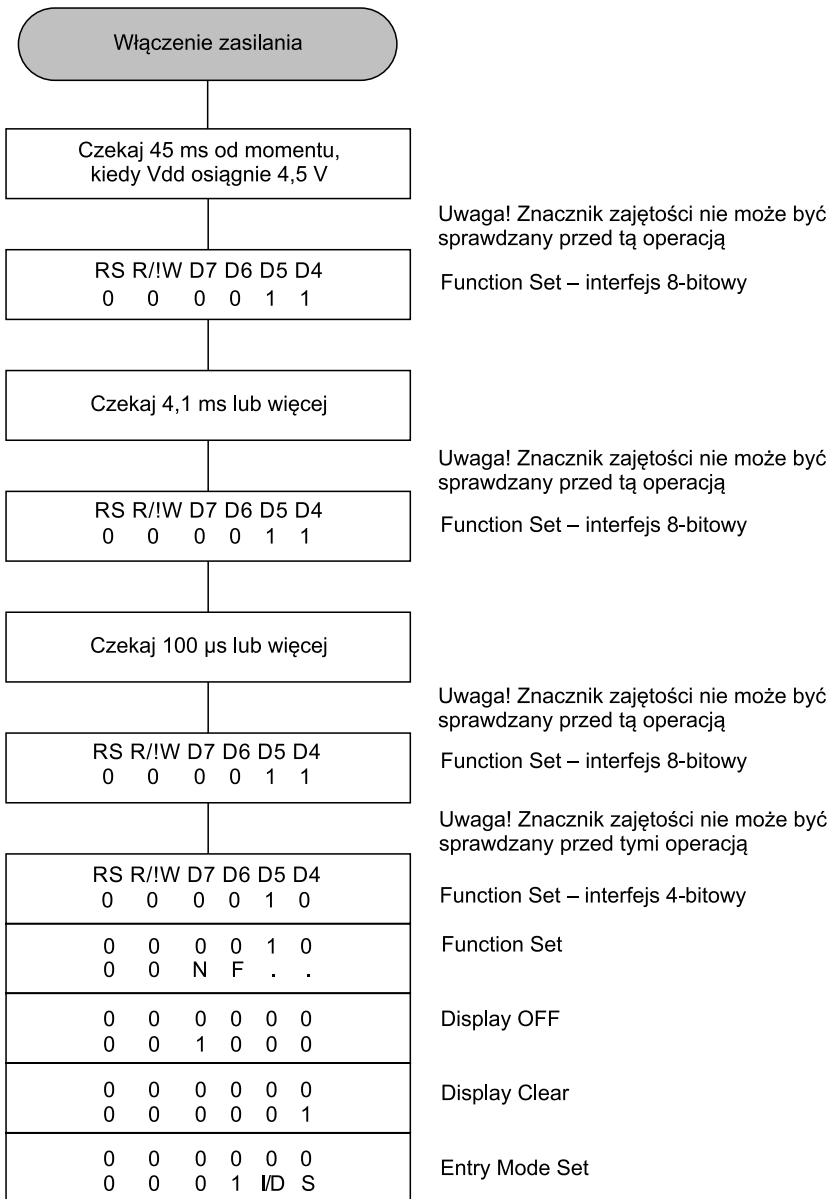 Włączenie zasilania
Czekaj 45 ms od momentu,
kiedy Vdd osiągnie 4,5 V
Uwaga! Znacznik zajętości nie może być
sprawdzany przed tą operacją
RS R/!W D7 D6 D5 D4
0 0 0 0 1 1
Function Set – interfejs 8-bitowy
Czekaj 4,1 ms lub więcej
Uwaga! Znacznik zajętości nie może być
sprawdzany przed tą operacją
RS R/!W D7 D6 D5 D4
0 0 0 0 1 1
Function Set – interfejs 8-bitowy
Czekaj 100 µs lub więcej
Uwaga! Znacznik zajętości nie może być
sprawdzany przed tą operacją
RS R/!W D7 D6 D5 D4
0 0 0 0 1 1
Function Set – interfejs 8-bitowy
Uwaga! Znacznik zajętości nie może być
sprawdzany przed tymi operacją
RS R/!W D7 D6 D5 D4
0 0 0 0 1 0
Function Set – interfejs 4-bitowy
0 0 0 0 1 0
0 0 N F . .
Function Set
0 0 0 0 0 0
0 0 1 0 0 0
Display OFF
0 0 0 0 0 0
0 0 0 0 0 1
Display Clear
0 0 0 0 0 0
0 0 0 1 I/D S
Entry Mode Set